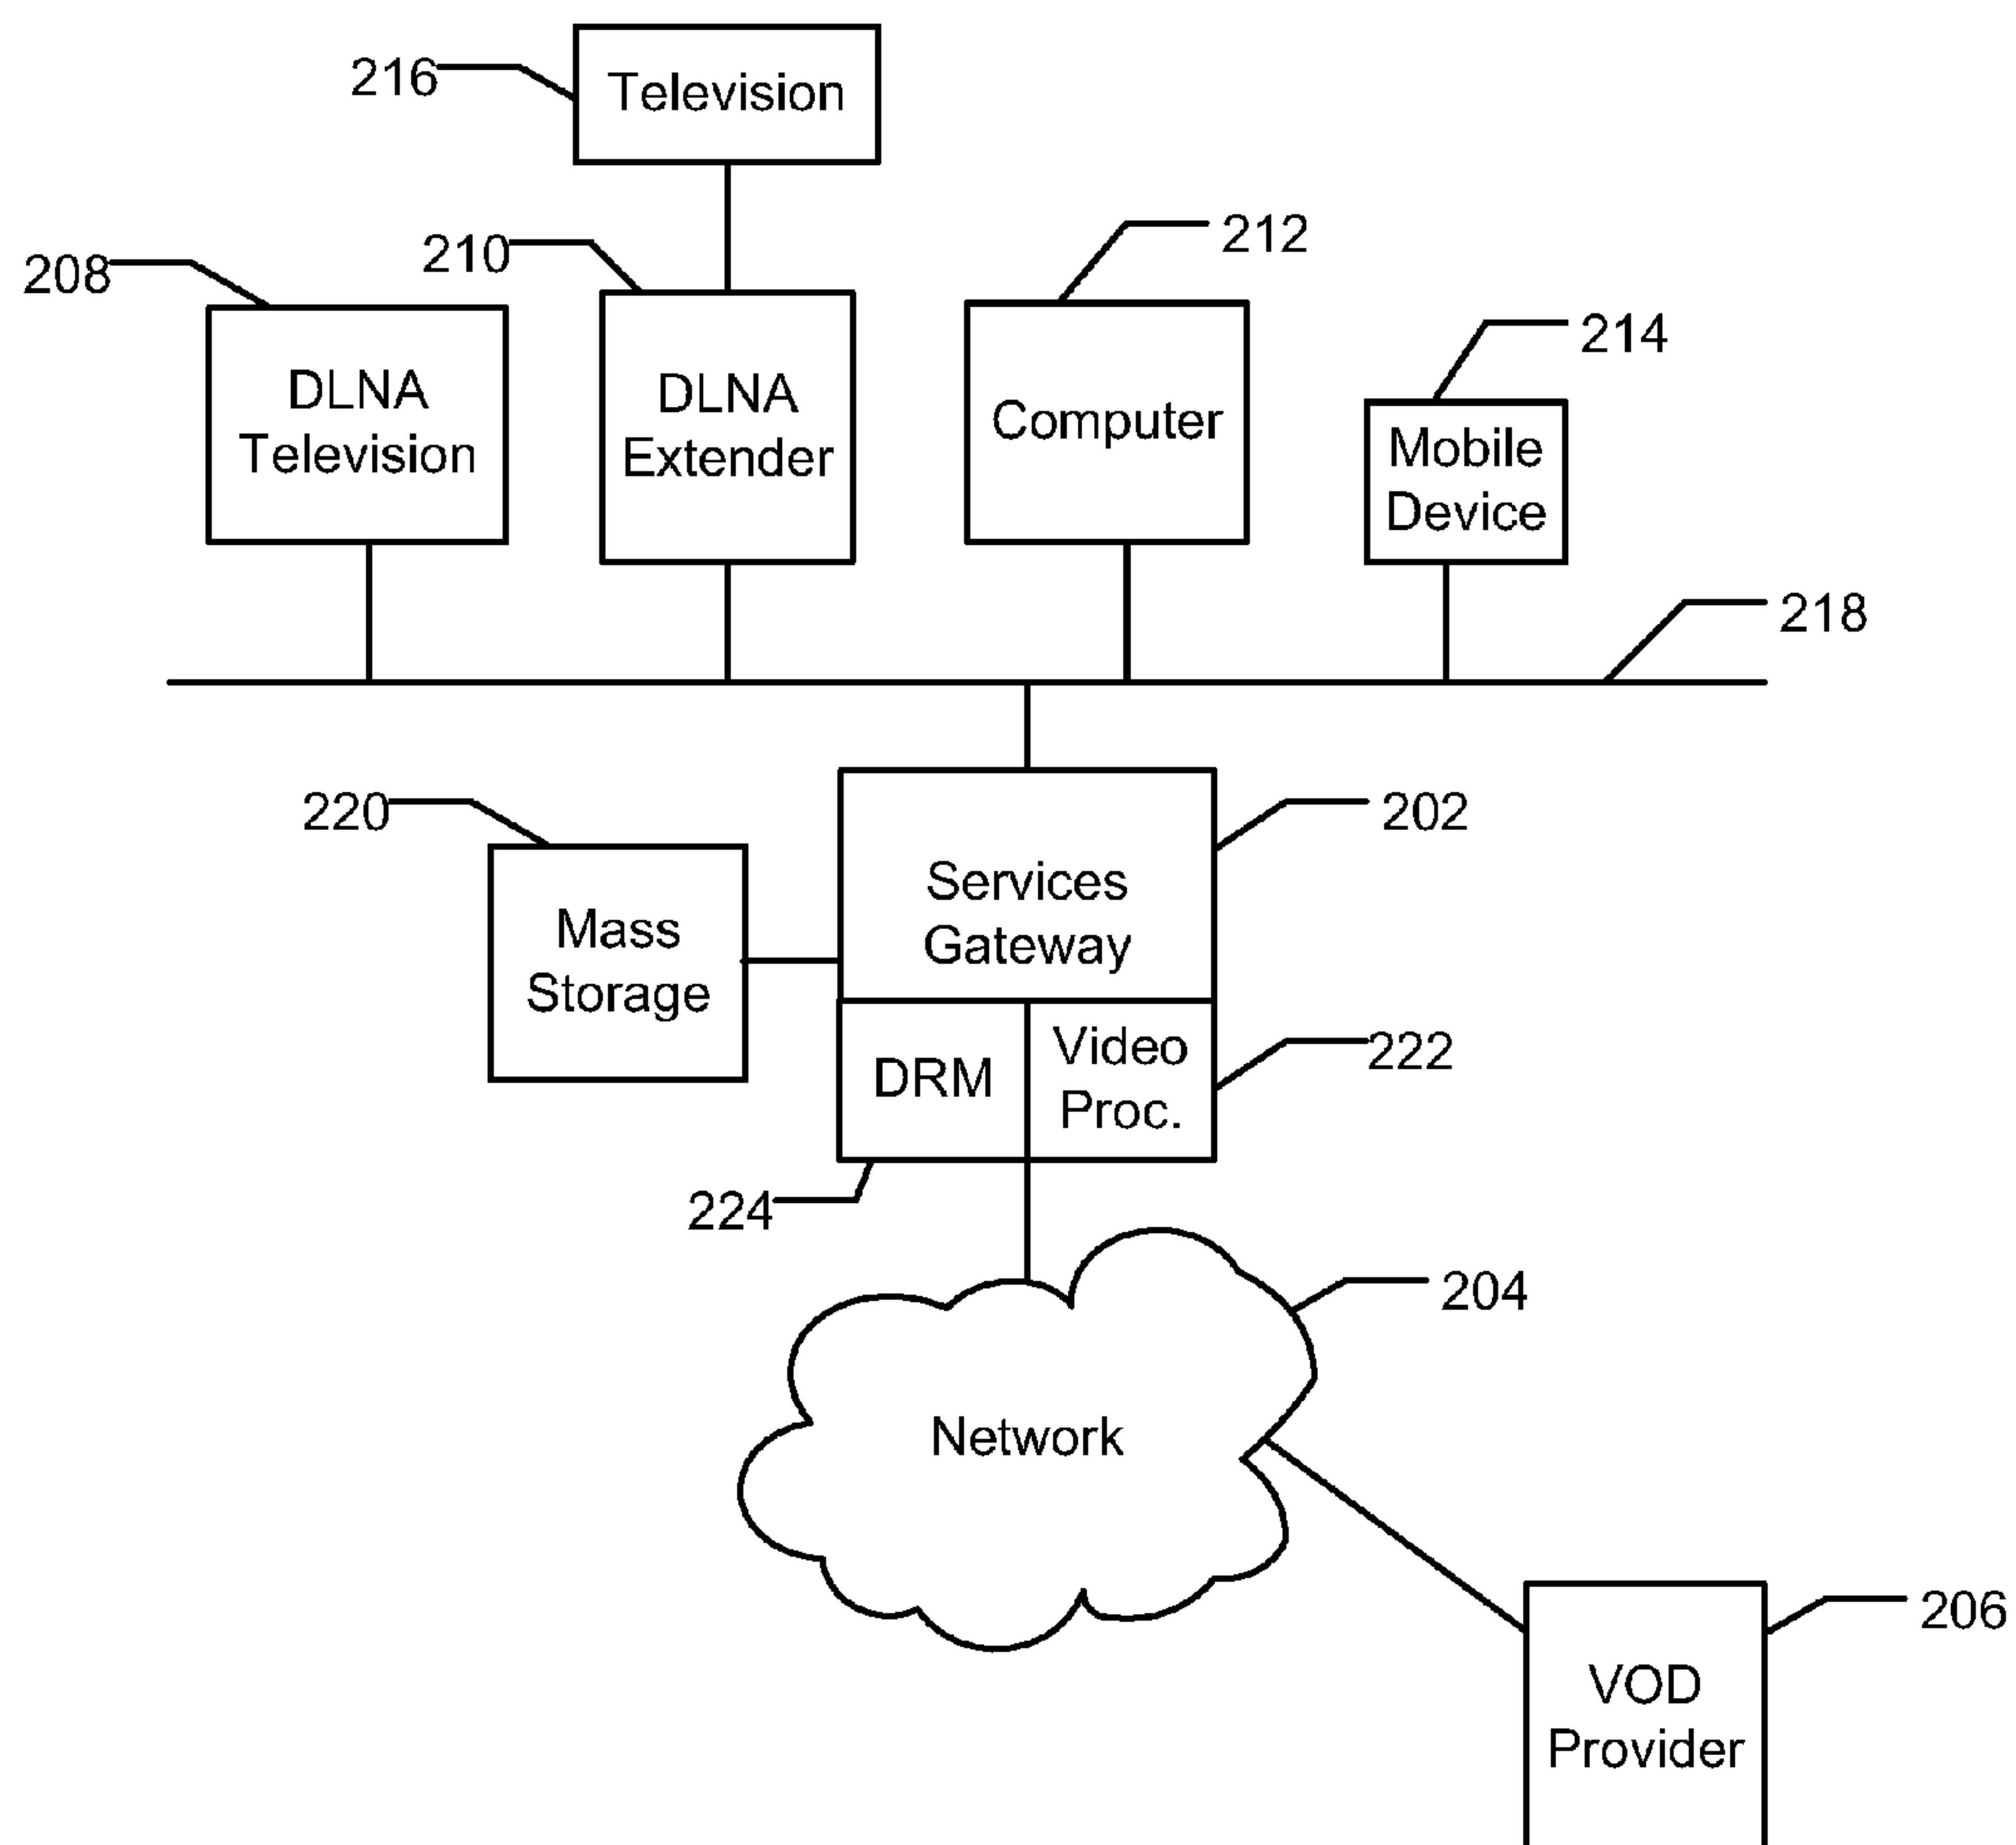 216
Television
210
212
208
214
DLNA
Television
DLNA
Extender
Computer
Mobile
Device
218
220
202
Mass
Storage
Services
Gateway
DRM
Video
Proc.
222
224
204
Network
206
VOD
Provider